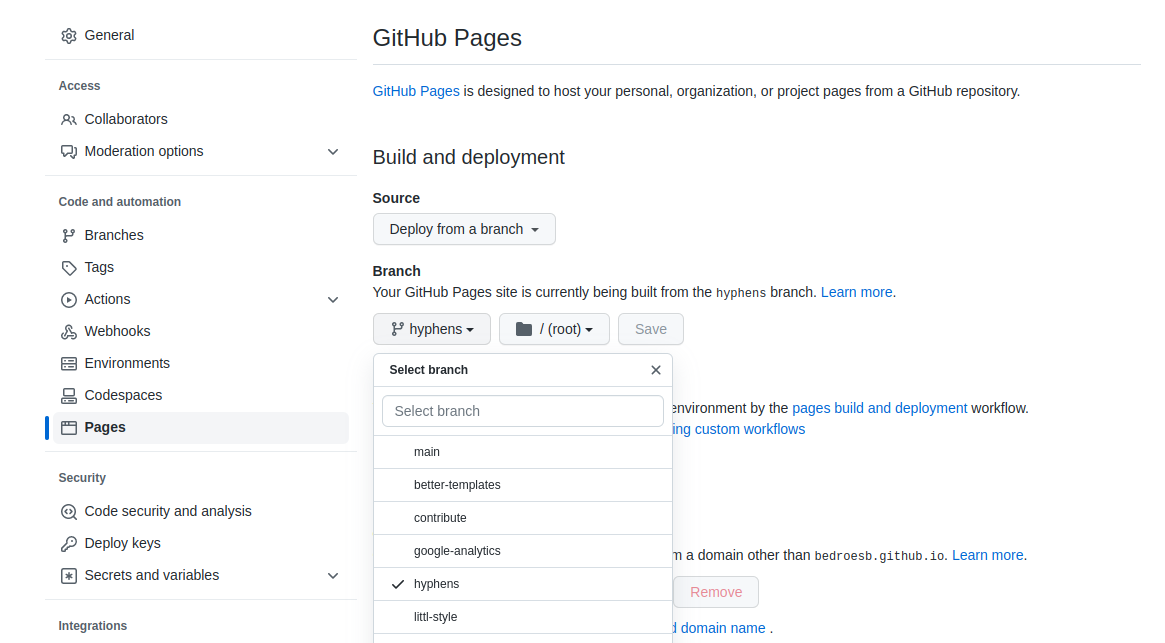 General
Access
Collaborators
Moderation options
Code and automation
Branches
Tags
Actions
Webhooks
Environments
Codespaces
Pages
Security
Code security and analysis
Deploy keys
Secrets and variables
Integrations
GitHub Pages
GitHub Pages is designed to host your personal, organization, or project pages from a GitHub repository.
Build and deployment
Source
Deploy from a branch
Branch
Your GitHub Pages site is currently being built from the hyphens branch. Learn more.
hyphens / (root) Save
Select branch
Select branch
main
better-templates
contribute
google-analytics
hyphens
littl-style
environment by the pages build and deployment workflow.
ing custom workflows
m a domain other than bedroesb.github.io. Learn more.
Remove
d domain name .